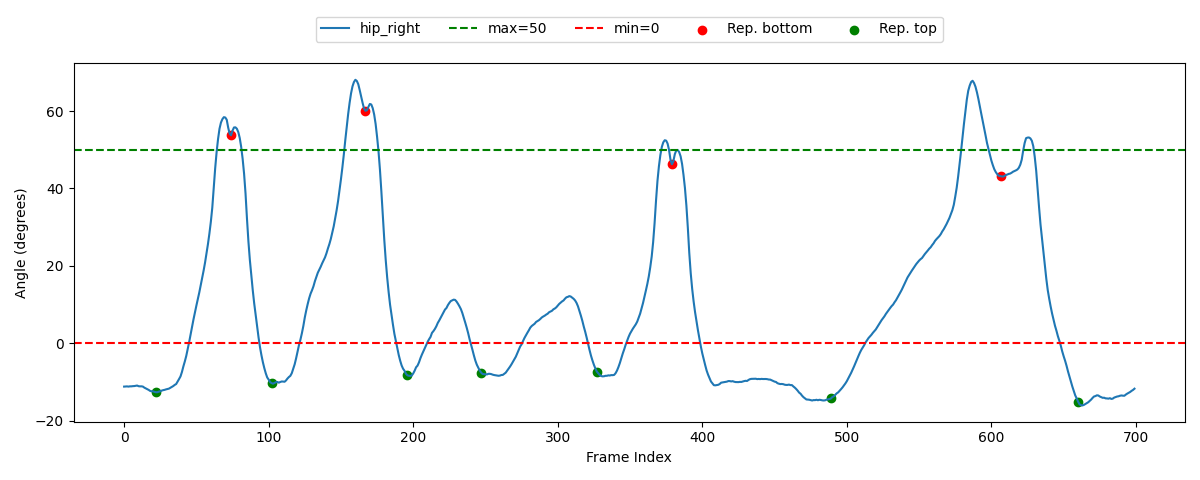 hip_right max=50 min=0 Rep. bottom Rep. top
60
40
20
0
−20
Angle (degrees)
0 100 200 300 400 500 600 700
Frame Index